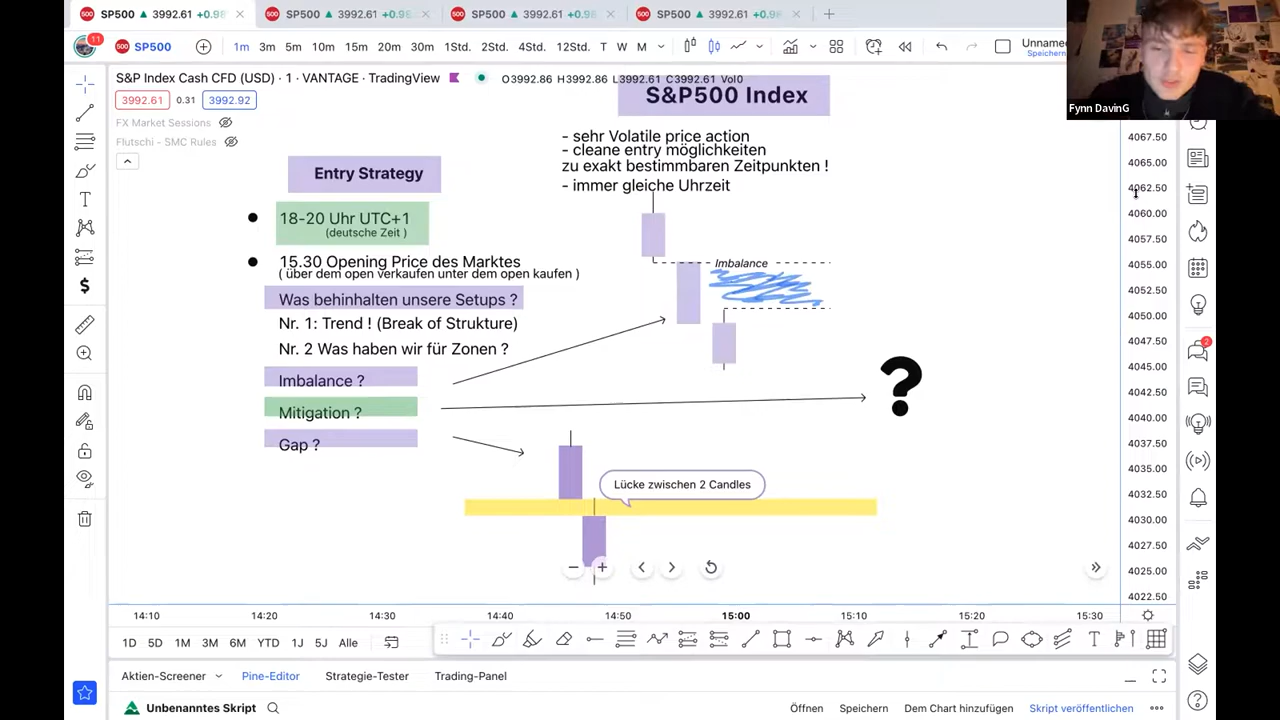 SP500 ▲ 3992.61 +0.9
SP500 ▲ 3992.61 +0.9
SP500 ▲ 3992.61 +0.9
SP500 ▲ 3992.61 +0.9
11
500 SP500
1m 3m 5m 10m 15m 20m 30m 1Std. 2Std. 4Std. 12Std. T W M
Unname
Speichern
Fynn DavinG
S&P Index Cash CFD (USD) · 1 · VANTAGE · TradingView
O3992.86 H3992.86 L3992.61 C3992.61 Vol0
3992.61 0.31 3992.92
FX Market Sessions
Flutschi - SMC Rules
S&P500 Index
- sehr Volatile price action
- cleane entry möglichkeiten
zu exakt bestimmbaren Zeitpunkten !
- immer gleiche Uhrzeit
Entry Strategy
18-20 Uhr UTC+1
(deutsche Zeit )
15.30 Opening Price des Marktes
( über dem open verkaufen unter dem open kaufen )
Was behinhalten unsere Setups ?
Nr. 1: Trend ! (Break of Strukture)
Nr. 2 Was haben wir für Zonen ?
Imbalance ?
Mitigation ?
Gap ?
Imbalance
?
Lücke zwischen 2 Candles
4067.50
4065.00
4062.50
4060.00
4057.50
4055.00
4052.50
4050.00
4047.50
4045.00
4042.50
4040.00
4037.50
4035.00
4032.50
4030.00
4027.50
4025.00
4022.50
2
14:10 14:20 14:30 14:40 14:50 15:00 15:10 15:20 15:30
1D 5D 1M 3M 6M YTD 1J 5J Alle
Aktien-Screener Pine-Editor Strategie-Tester Trading-Panel
Unbenanntes Skript
Öffnen Speichern Dem Chart hinzufügen Skript veröffentlichen